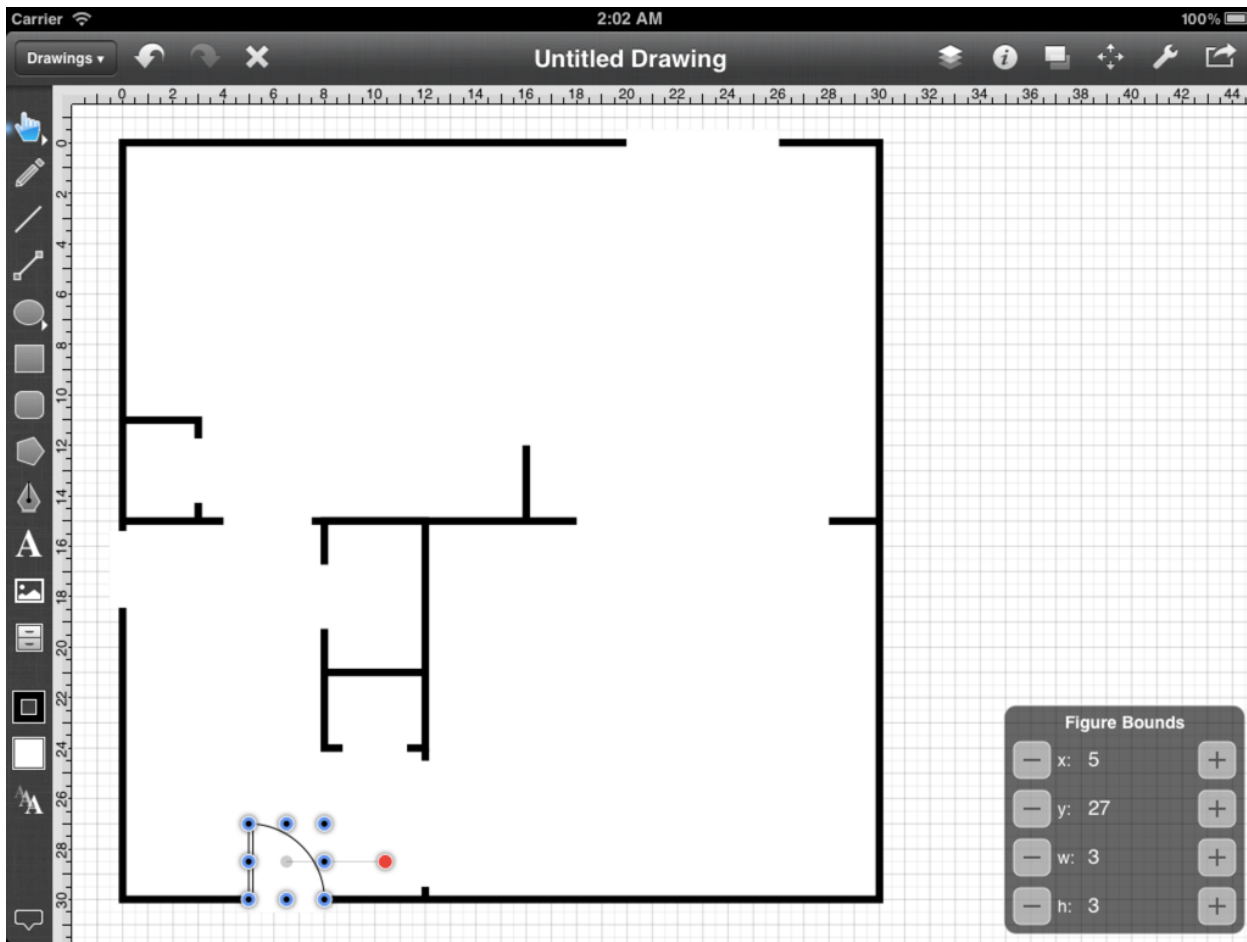 Carrier 2:02 AM 100%
Drawings ▾ Untitled Drawing
0 2 4 6 8 10 12 14 16 18 20 22 24 26 28 30 32 34 36 38 40 42 44
0
2
4
6
8
10
12
14
16
18
20
22
24
26
28
30
A
AAA
Figure Bounds
− x: 5 +
− y: 27 +
− w: 3 +
− h: 3 +